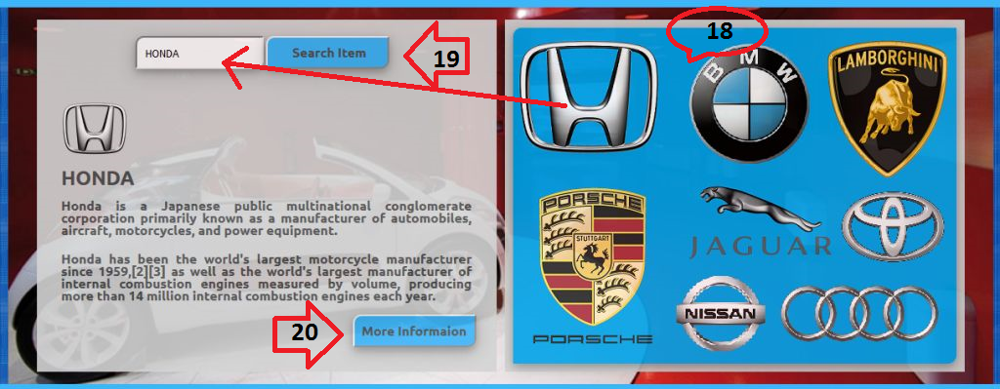 HONDA
Search Item
19
HONDA
Honda is a Japanese public multinational conglomerate
corporation primarily known as a manufacturer of automobiles,
aircraft, motorcycles, and power equipment.
Honda has been the world's largest motorcycle manufacturer
since 1959,[2][3] as well as the world's largest manufacturer of
internal combustion engines measured by volume, producing
more than 14 million internal combustion engines each year.
20
More Informaion
18
BMW
LAMBORGHINI
PORSCHE
STUTTGART
PORSCHE
JAGUAR
NISSAN